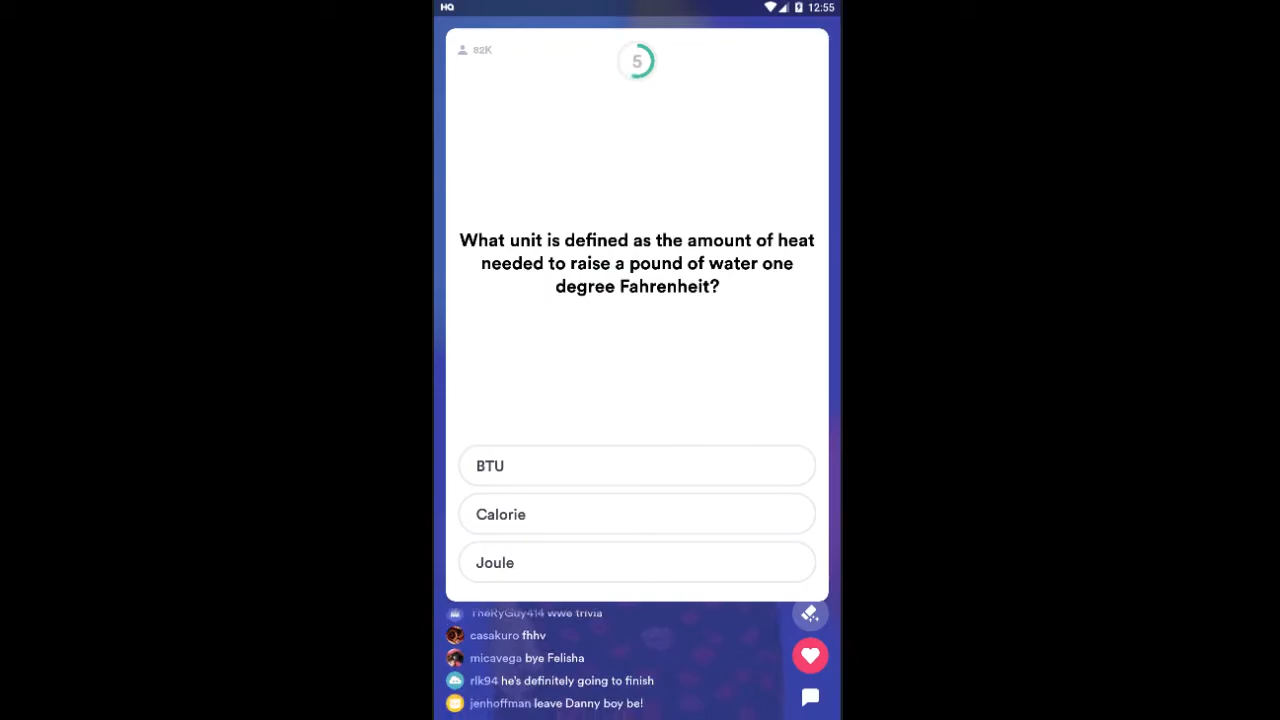 HQ 12:55
82K
5
What unit is defined as the amount of heat
needed to raise a pound of water one
degree Fahrenheit?
BTU
Calorie
Joule
TheRyGuy414 wwe trivia
casakuro fhhv
micavega bye Felisha
rlk94 he's definitely going to finish
jenhoffman leave Danny boy be!